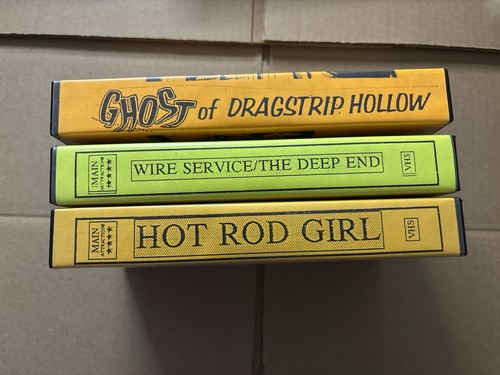 GHOST of DRAGSTRIP HOLLOW
MAIN ATTRACTION ★★★★
WIRE SERVICE/THE DEEP END
VHS
MAIN ATTRACTION ★★★★
HOT ROD GIRL
VHS